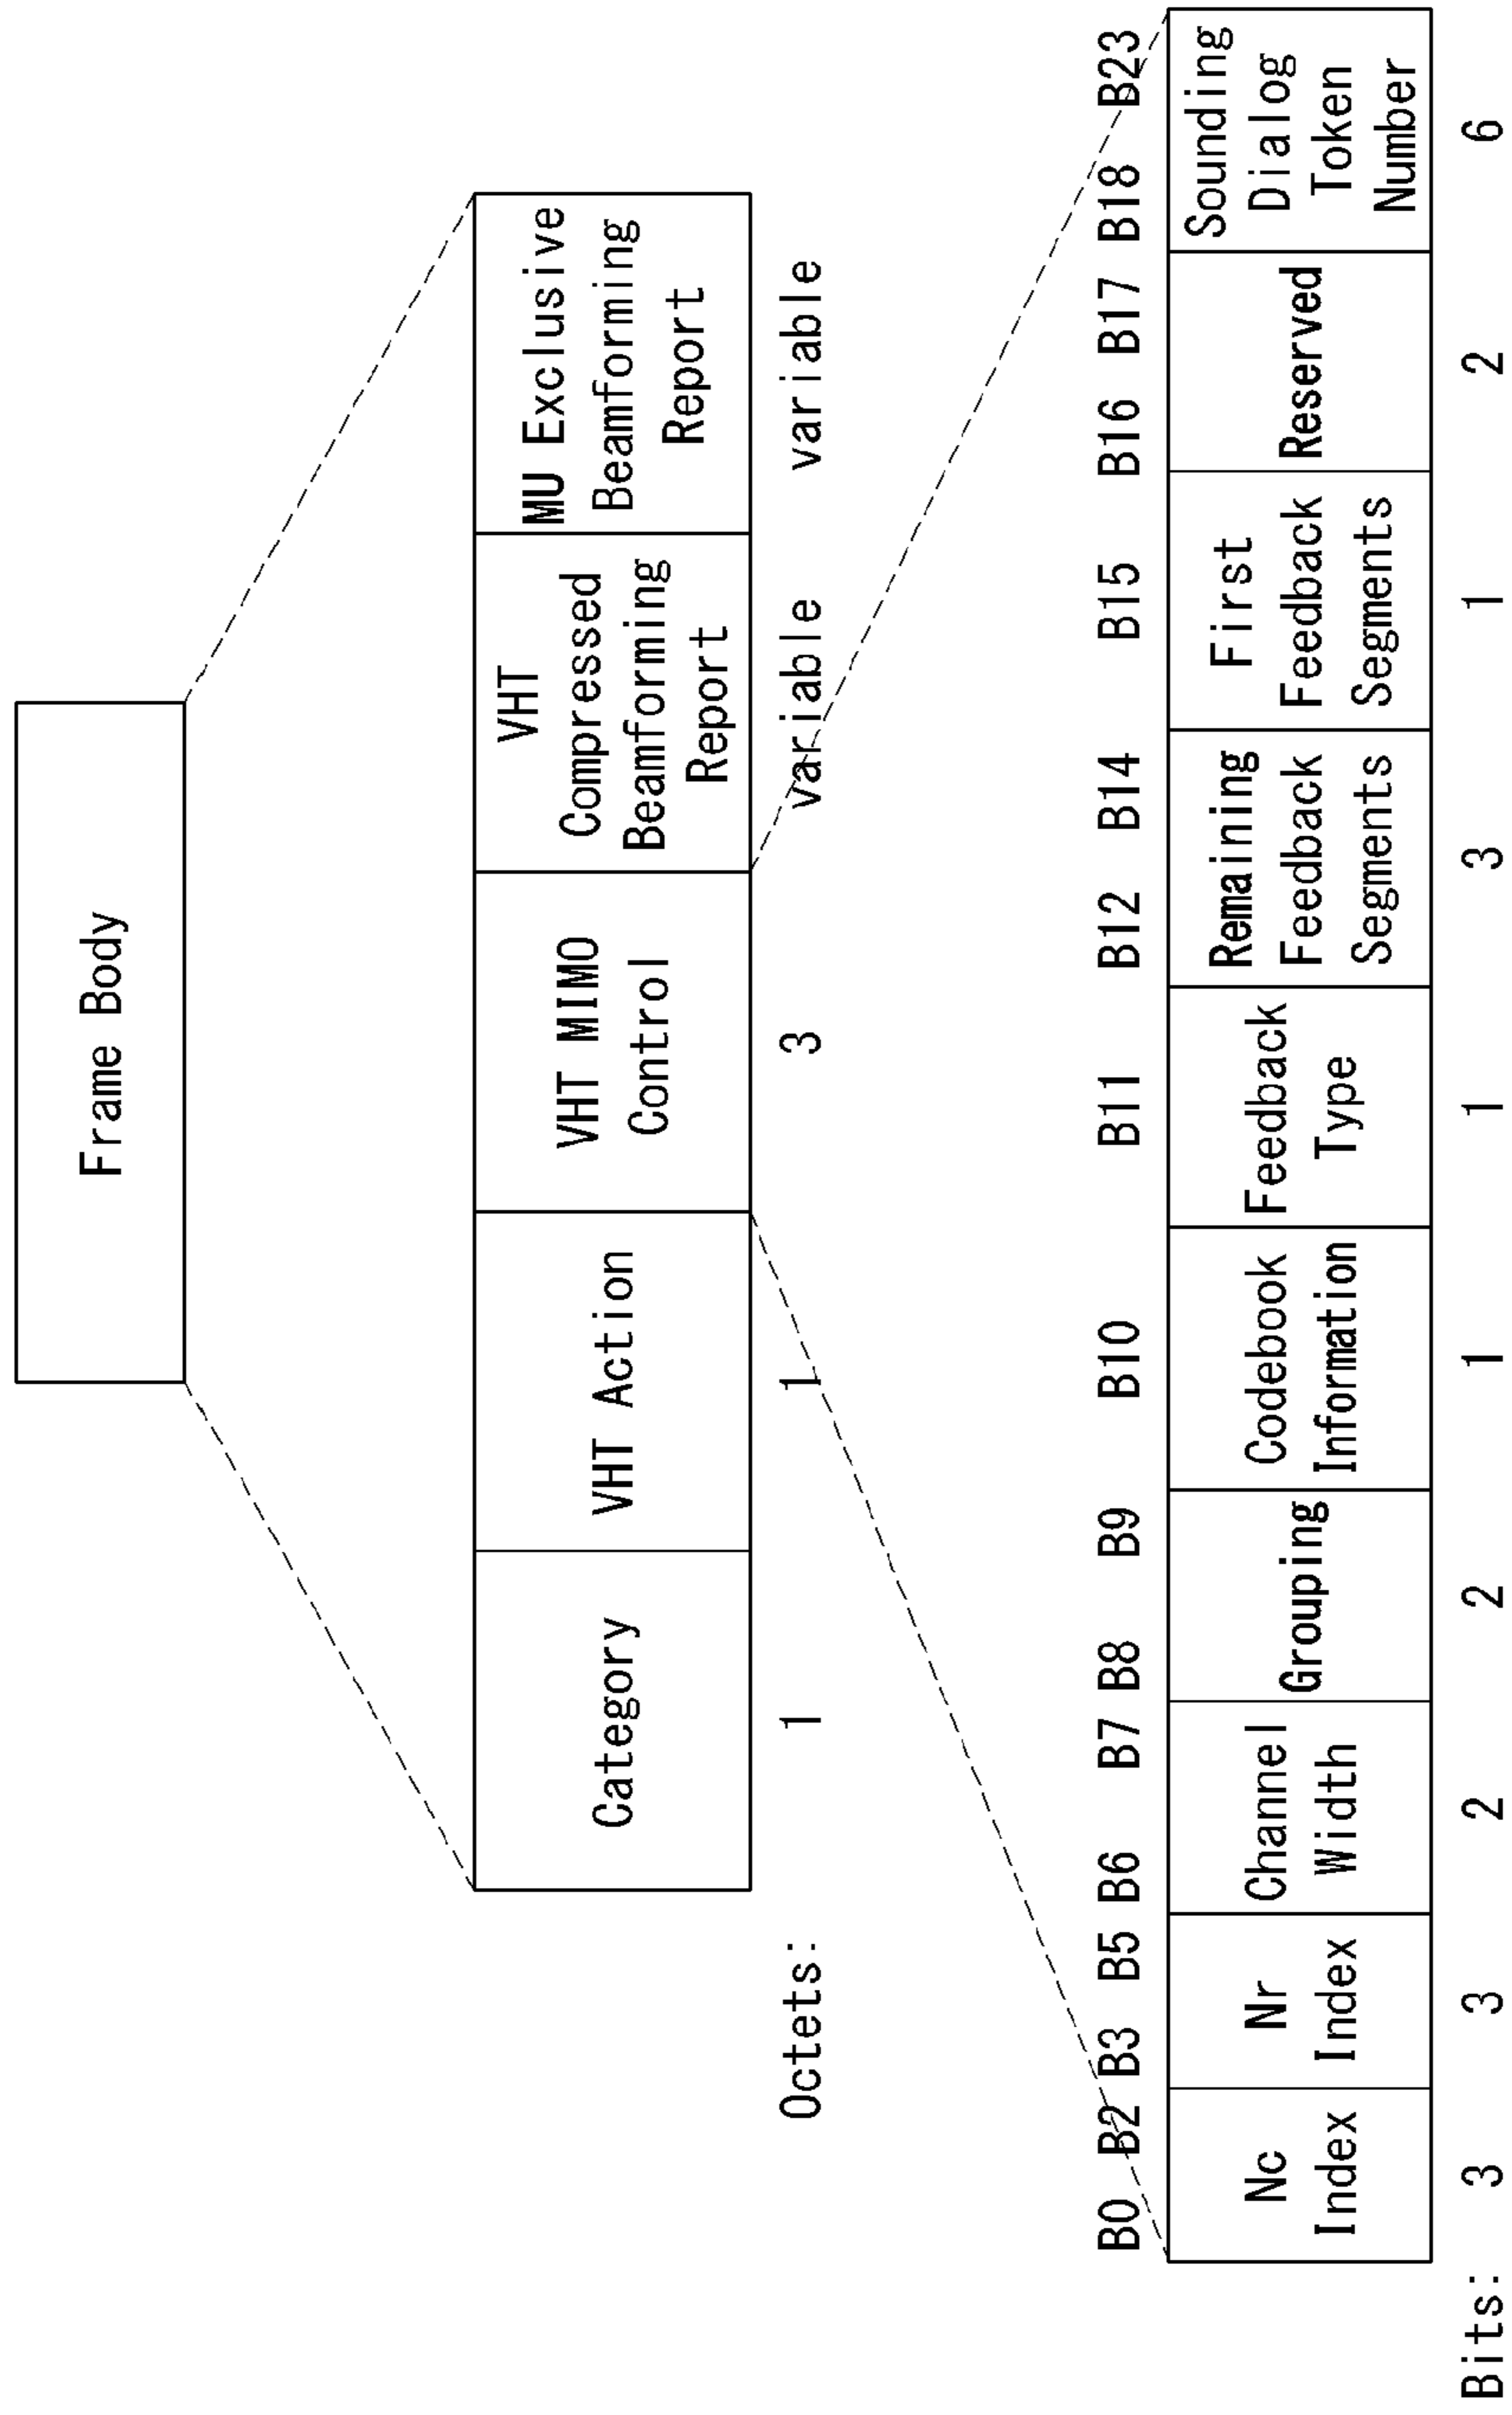 Frame Body
Category
VHT Action
VHT MIMO
Control
VHT
Compressed
Beamforming
Report
MU Exclusive
Beamforming
Report
Octets: 1 1 3 variable variable
B0 B2 B3 B5 B6 B7 B8 B9 B10 B11 B12 B14 B15 B16 B17 B18 B23
Nc
Index
Nr
Index
Channel
Width
Grouping
Codebook
Information
Feedback
Type
Remaining
Feedback
Segments
First
Feedback
Segments
Reserved
Sounding
Dialog
Token
Number
Bits: 3 3 2 2 1 1 3 1 2 6